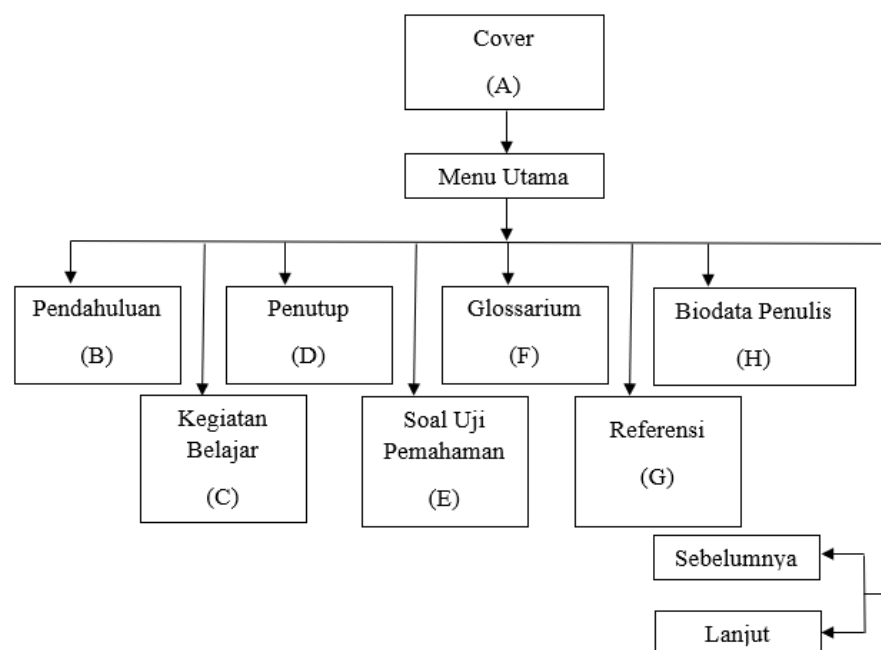 Cover
(A)
Menu Utama
Pendahuluan
(B)
Penutup
(D)
Glossarium
(F)
Biodata Penulis
(H)
Kegiatan
Belajar
(C)
Soal Uji
Pemahaman
(E)
Referensi
(G)
Sebelumnya
Lanjut